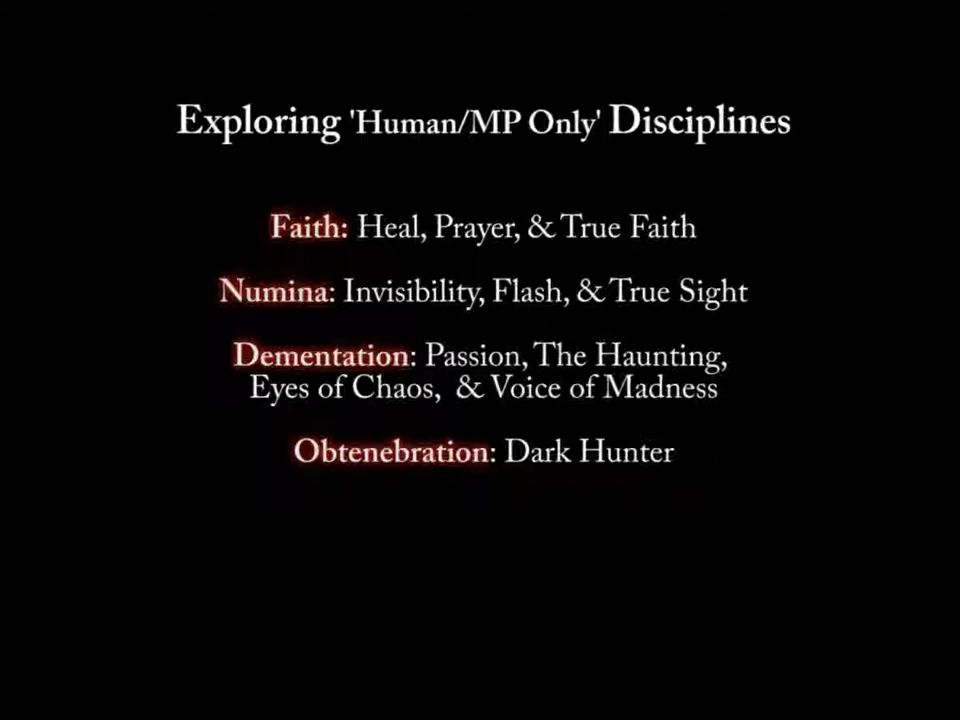 Exploring 'Human/MP Only' Disciplines
Faith: Heal, Prayer, & True Faith
Numina: Invisibility, Flash, & True Sight
Dementation: Passion, The Haunting,
Eyes of Chaos, & Voice of Madness
Obtenebration: Dark Hunter